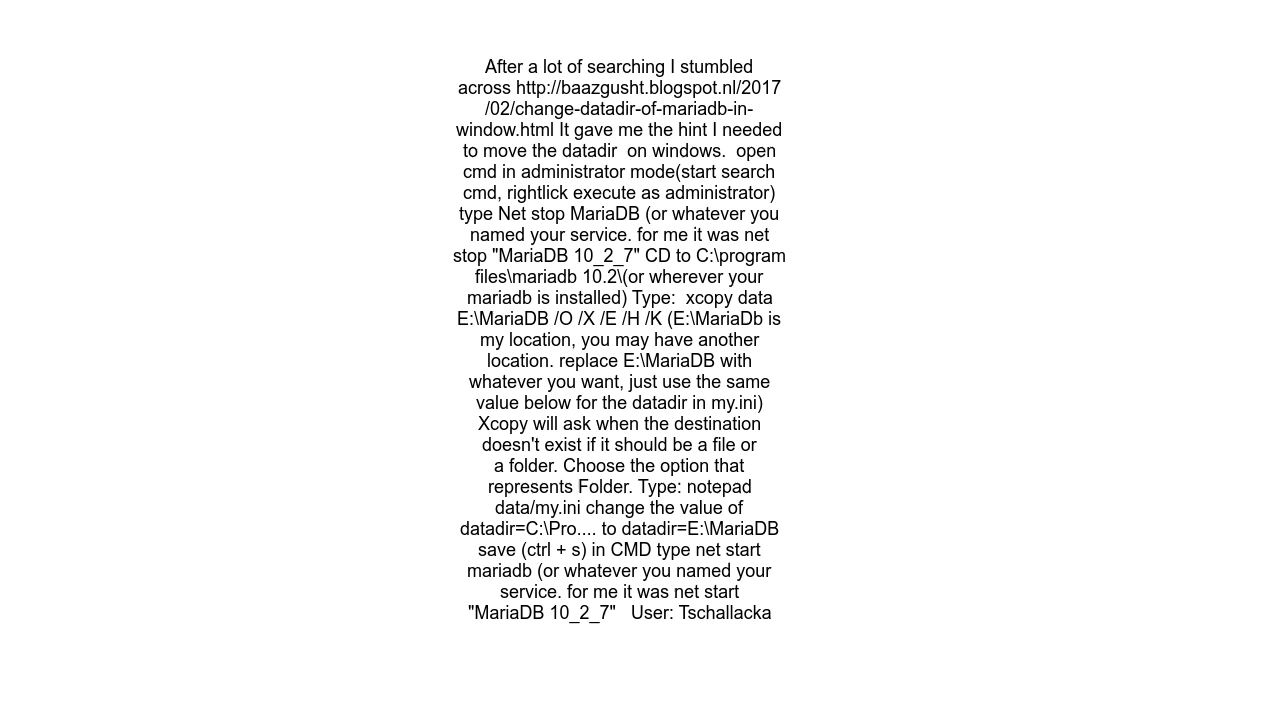 After a lot of searching I stumbled
across http://baazgusht.blogspot.nl/2017
/02/change-datadir-of-mariadb-in-
window.html It gave me the hint I needed
to move the datadir  on windows.  open
cmd in administrator mode(start search
cmd, rightlick execute as administrator)
type Net stop MariaDB (or whatever you
named your service. for me it was net
stop "MariaDB 10_2_7" CD to C:\program
files\mariadb 10.2\(or wherever your
mariadb is installed) Type:  xcopy data
E:\MariaDB /O /X /E /H /K (E:\MariaDb is
my location, you may have another
location. replace E:\MariaDB with
whatever you want, just use the same
value below for the datadir in my.ini)
Xcopy will ask when the destination
doesn't exist if it should be a file or
a folder. Choose the option that
represents Folder. Type: notepad
data/my.ini change the value of
datadir=C:\Pro.... to datadir=E:\MariaDB
save (ctrl + s) in CMD type net start
mariadb (or whatever you named your
service. for me it was net start
"MariaDB 10_2_7"   User: Tschallacka